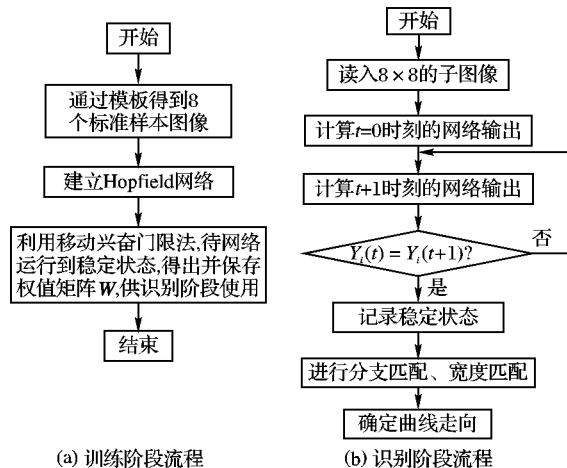 开始
通过模板得到8
个标准样本图像
建立Hopfield网络
利用移动兴奋门限法,待网络
运行到稳定状态,得出并保存
权值矩阵W,供识别阶段使用
结束
(a) 训练阶段流程
开始
读入8×8的子图像
计算t=0时刻的网络输出
计算t+1时刻的网络输出
Yi(t) = Yi(t+1)?
否
是
记录稳定状态
进行分支匹配、宽度匹配
确定曲线走向
(b) 识别阶段流程